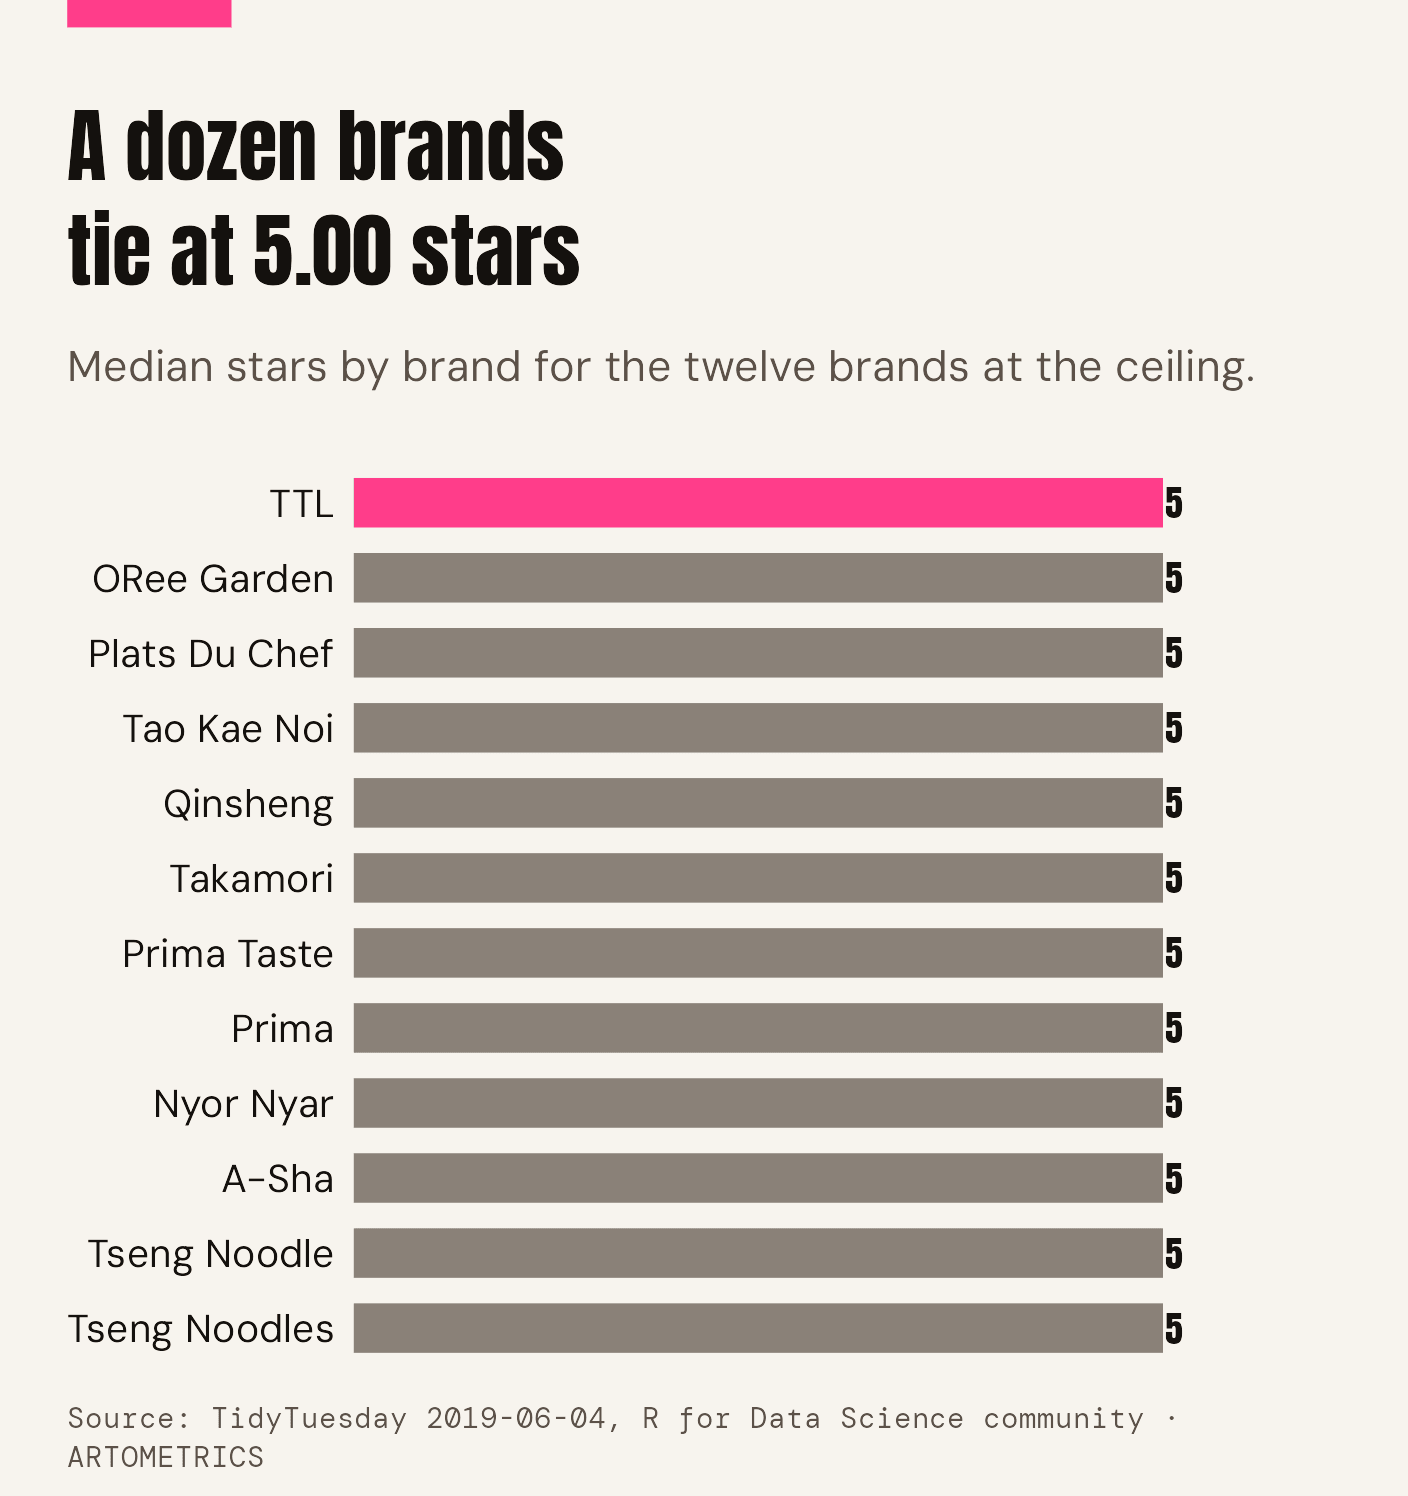 A dozen brands
tie at 5.00 stars
Median stars by brand for the twelve brands at the ceiling.
TTL 5
ORee Garden 5
Plats Du Chef 5
Tao Kae Noi 5
Qinsheng 5
Takamori 5
Prima Taste 5
Prima 5
Nyor Nyar 5
A-Sha 5
Tseng Noodle 5
Tseng Noodles 5
Source: TidyTuesday 2019-06-04, R for Data Science community ·
ARTOMETRICS